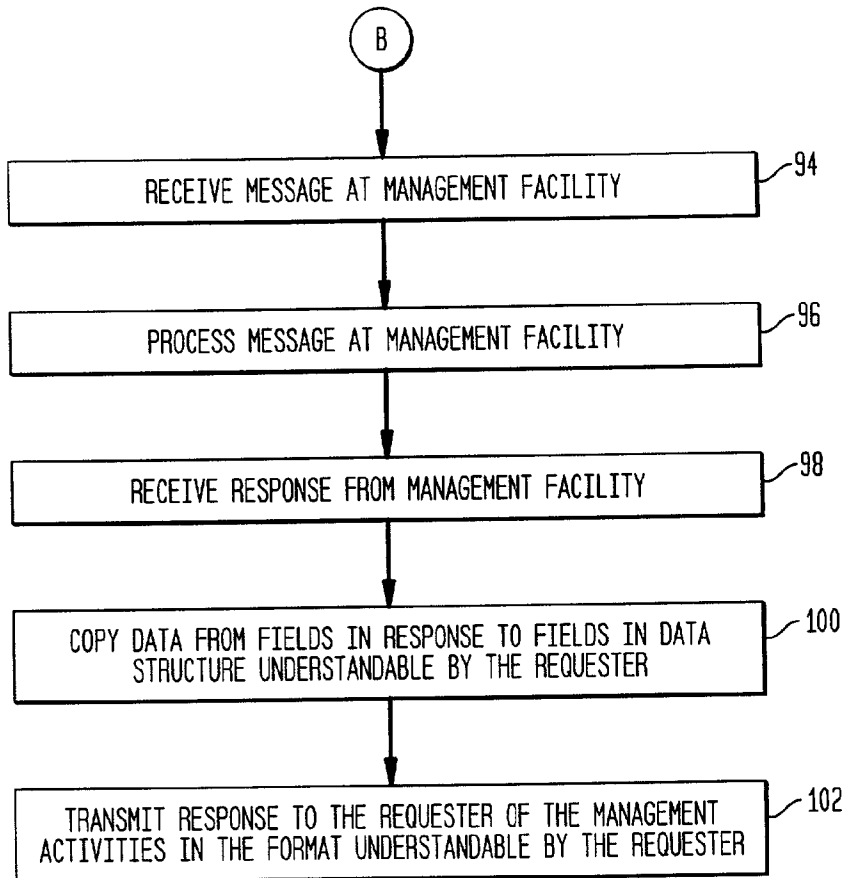 B
94
RECEIVE MESSAGE AT MANAGEMENT FACILITY
96
PROCESS MESSAGE AT MANAGEMENT FACILITY
98
RECEIVE RESPONSE FROM MANAGEMENT FACILITY
100
COPY DATA FROM FIELDS IN RESPONSE TO FIELDS IN DATA
STRUCTURE UNDERSTANDABLE BY THE REQUESTER
102
TRANSMIT RESPONSE TO THE REQUESTER OF THE MANAGEMENT
ACTIVITIES IN THE FORMAT UNDERSTANDABLE BY THE REQUESTER